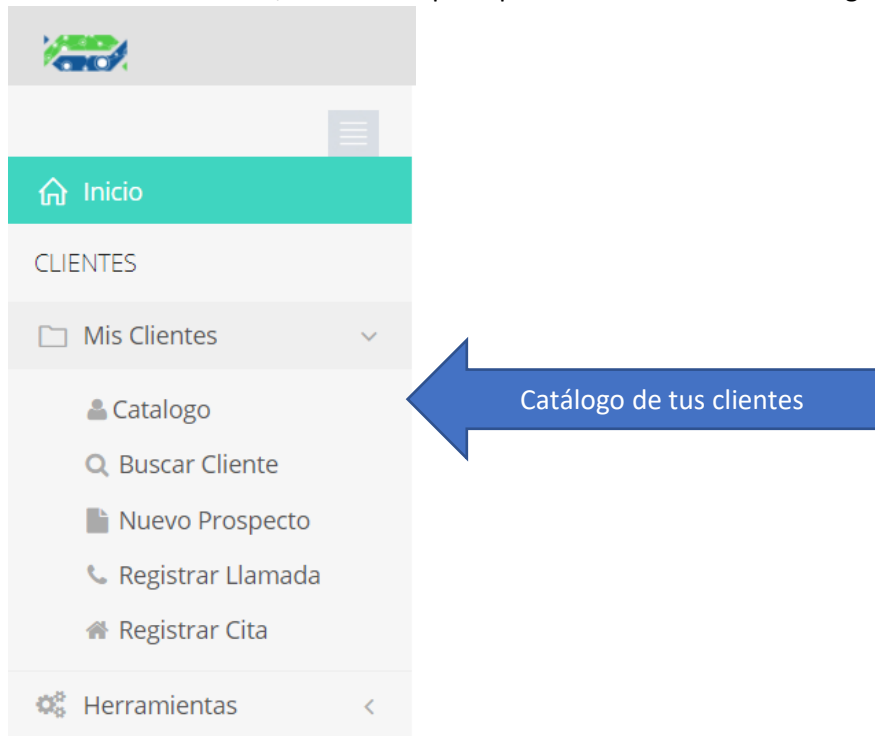 Inicio
CLIENTES
Mis Clientes
Catalogo
Catálogo de tus clientes
Buscar Cliente
Nuevo Prospecto
Registrar Llamada
Registrar Cita
Herramientas